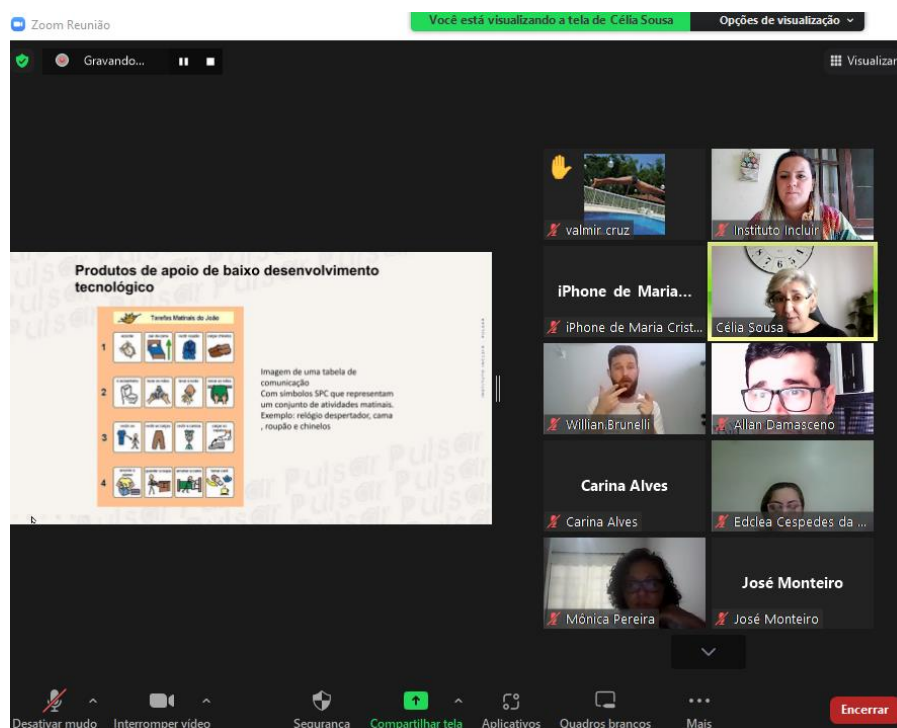 Zoom Reunião
Você está visualizando a tela de Célia Sousa
Opções de visualização
Gravando...
Visualizar
valmir cruz
Instituto Incluir
iPhone de Maria...
iPhone de Maria Crist...
Célia Sousa
Willian.Brunelli
Allan Damasceno
Carina Alves
Carina Alves
Edclea Cespedes da ...
Mônica Pereira
José Monteiro
José Monteiro
Produtos de apoio de baixo desenvolvimento
tecnológico
Tarefas Matinais do João
1
2
3
4
Imagem de uma tabela de
comunicação
Com símbolos SPC que representam
um conjunto de atividades matinais.
Exemplo: relógio despertador, cama
, roupão e chinelos
Pulsar
Desativar mudo
Interromper vídeo
Segurança
Compartilhar tela
Aplicativos
Quadros brancos
Mais
Encerrar